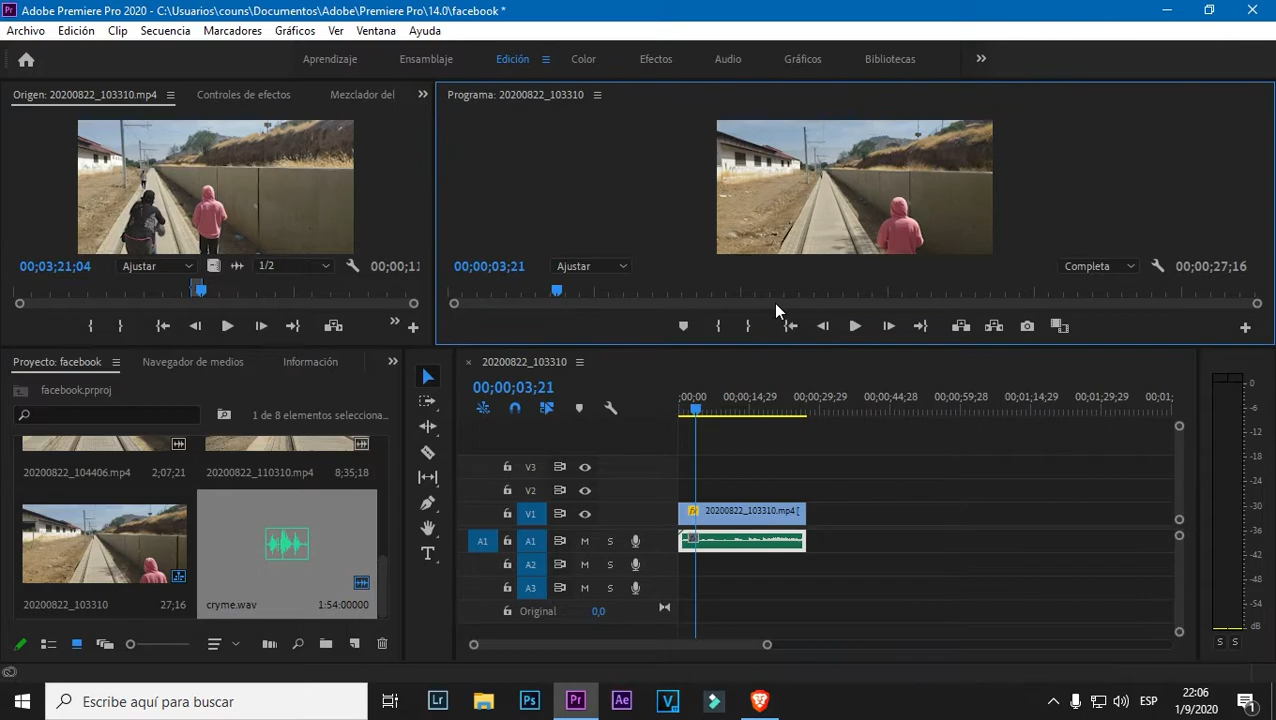 Adobe Premiere Pro 2020 - C:\Usuarios\couns\Documentos\Adobe\Premiere Pro\14.0\facebook *
Archivo Edición Clip Secuencia Marcadores Gráficos Ver Ventana Ayuda
Aprendizaje Ensamblaje Edición Color Efectos Audio Gráficos Bibliotecas
Origen: 20200822_103310.mp4 Controles de efectos Mezclador del
Programa: 20200822_103310
00;03;21;04 Ajustar 1/2 00;00;11
00;00;03;21 Ajustar Completa 00;00;27;16
Proyecto: facebook Navegador de medios Información
facebook.prproj
1 de 8 elementos selecciona...
20200822_104406.mp4 2;07;21
20200822_110310.mp4 8;35;18
20200822_103310 27;16
cryme.wav 1:54:00000
× 20200822_103310
00;00;03;21
;00;00 00;00;14;29 00;00;29;29 00;00;44;28 00;00;59;28 00;01;14;29 00;01;29;29 00;01;
V3
V2
V1 20200822_103310.mp4 [
A1 A1 M S
A2 M S
A3 M S
Original 0,0
0
-6
-12
-18
-24
-30
-36
-42
-48
-54
dB
S S
Escribe aquí para buscar
Lr Ps Pr Ae V
ESP
22:06
1/9/2020
1